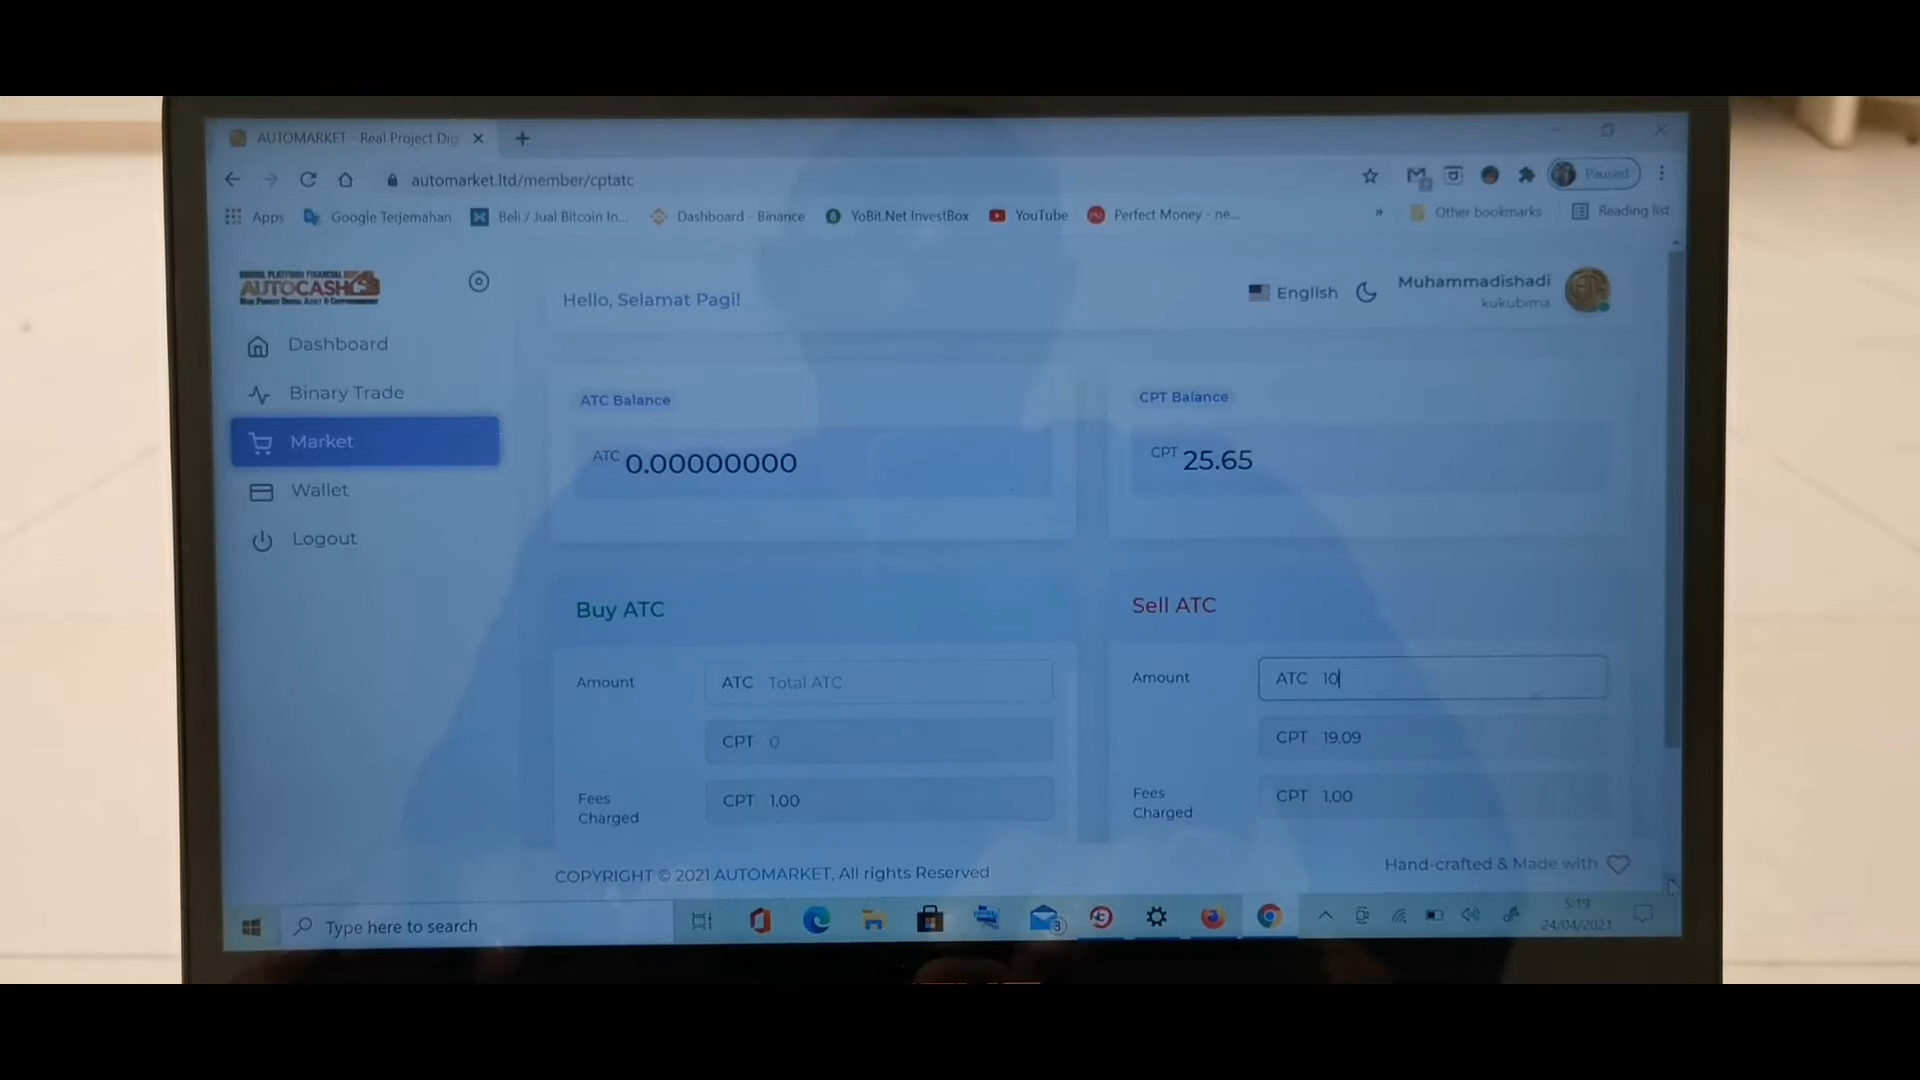 AUTOMARKET - Real Project Dig
automarket.ltd/member/cptatc
Paused
Apps
Google Terjemahan
Beli / Jual Bitcoin In...
Dashboard - Binance
YoBit.Net InvestBox
YouTube
Perfect Money - ne...
»
Other bookmarks
Reading list
AUTOCASH
Hello, Selamat Pagi!
English
Muhammadishadi
kukubima
Dashboard
Binary Trade
Market
Wallet
Logout
ATC Balance
ATC 0.00000000
CPT Balance
CPT 25.65
Buy ATC
Amount
ATC Total ATC
CPT 0
Fees
Charged
CPT 1.00
Sell ATC
Amount
ATC 10
CPT 19.09
Fees
Charged
CPT 1.00
COPYRIGHT © 2021 AUTOMARKET, All rights Reserved
Hand-crafted & Made with
Type here to search
3
5:19
24/04/2021